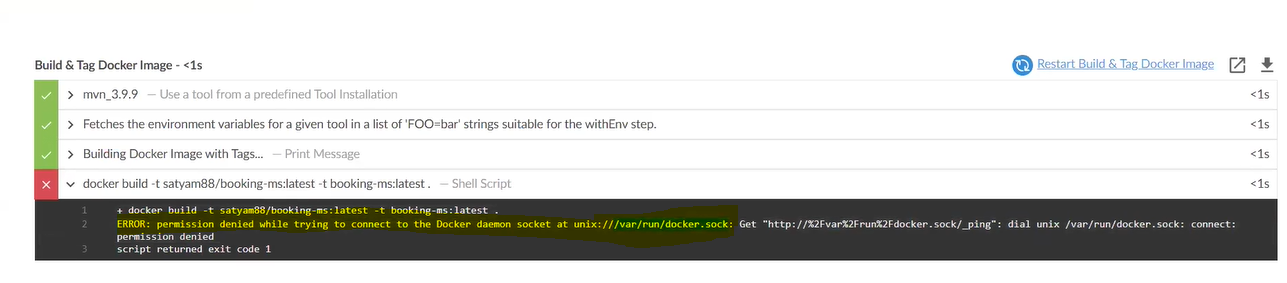 Build & Tag Docker Image - <1s
Restart Build & Tag Docker Image
mvn_3.9.9 — Use a tool from a predefined Tool Installation <1s
Fetches the environment variables for a given tool in a list of 'FOO=bar' strings suitable for the withEnv step. <1s
Building Docker Image with Tags... — Print Message <1s
docker build -t satyam88/booking-ms:latest -t booking-ms:latest . — Shell Script <1s
1 + docker build -t satyam88/booking-ms:latest -t booking-ms:latest .
2 ERROR: permission denied while trying to connect to the Docker daemon socket at unix:///var/run/docker.sock: Get "http://%2Fvar%2Frun%2Fdocker.sock/_ping": dial unix /var/run/docker.sock: connect:
permission denied
3 script returned exit code 1